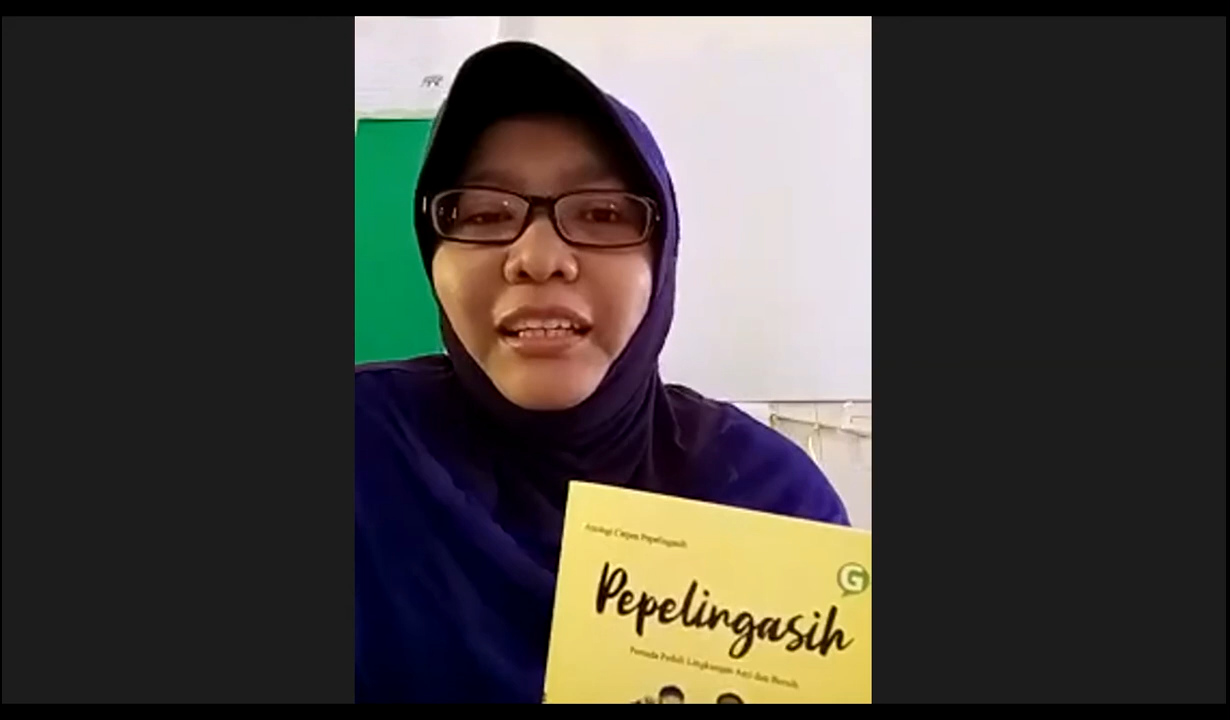 Antologi Cerpen Pepelingasih
G
Pepelingasih
Pemuda Peduli Lingkungan Asri dan Bersih